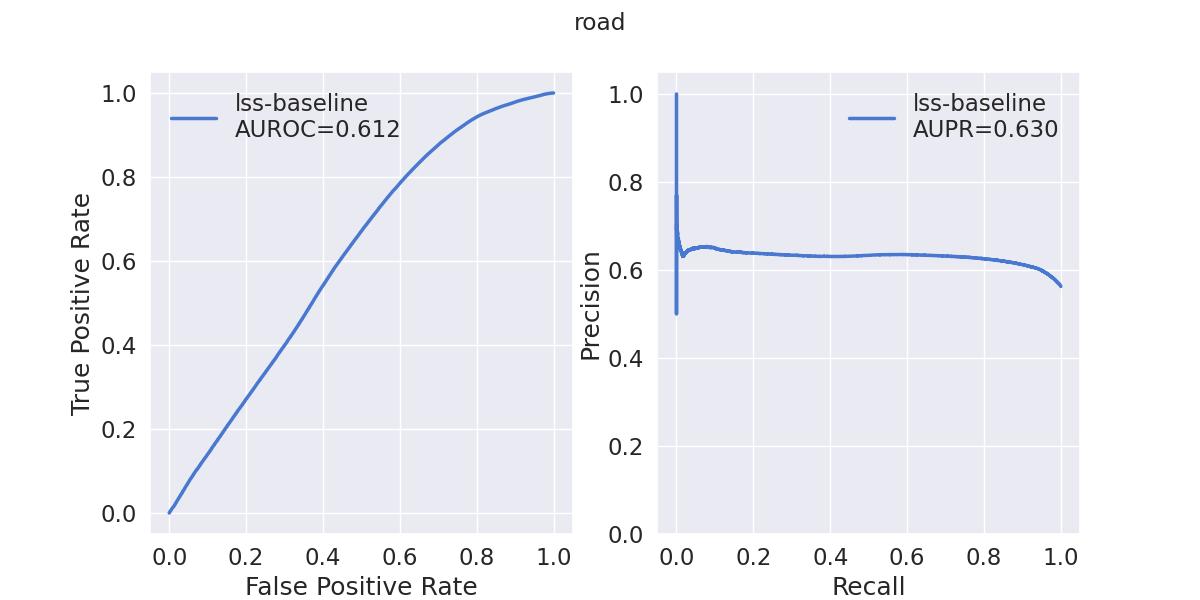 road
lss-baseline
AUROC=0.612
True Positive Rate
1.0
0.8
0.6
0.4
0.2
0.0
0.0 0.2 0.4 0.6 0.8 1.0
False Positive Rate
lss-baseline
AUPR=0.630
Precision
1.0
0.8
0.6
0.4
0.2
0.0
0.0 0.2 0.4 0.6 0.8 1.0
Recall